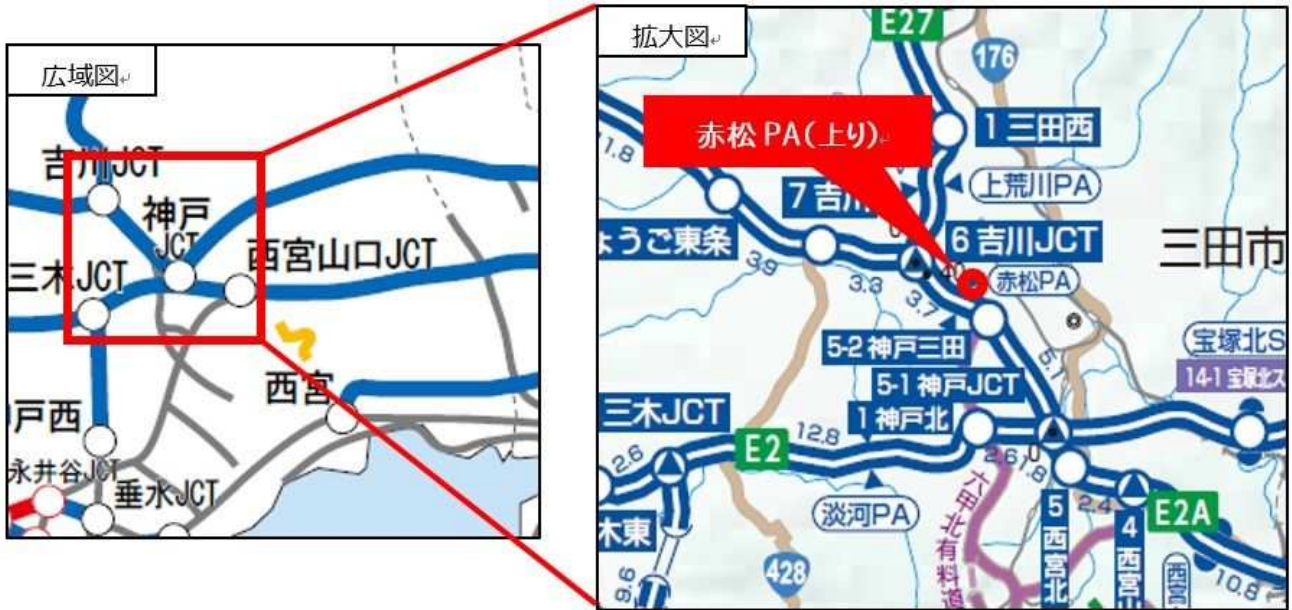 広域図
吉川JCT
神戸
JCT
西宮山口JCT
三木JCT
西宮
戸西
永井谷JCT
垂水JCT
拡大図
E27
176
赤松 PA(上り)
1 三田西
上荒川PA
7 吉川
6 吉川JCT
三田市
ょうご東条
赤松PA
3.9
3.3
3.7
5-2 神戸三田
5.1
宝塚北S
14-1 宝塚北ス
5-1 神戸JCT
三木JCT
1 神戸北
E2
12.8
2.6
2.6
1.8
0
淡河PA
六甲北有料道
5 西宮北
2.4
4 西宮
E2A
木東
9.6
428
西宮
10.8